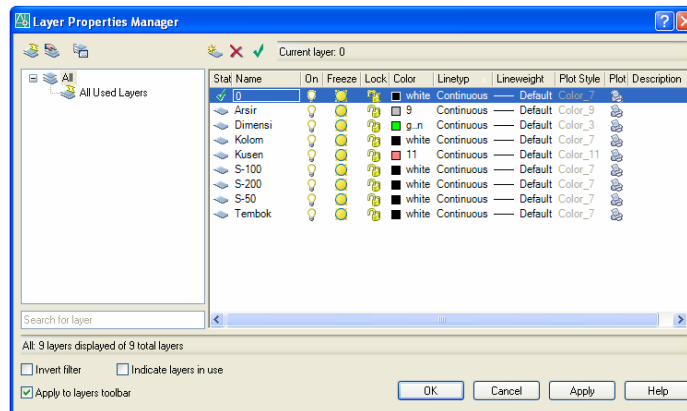 Layer Properties Manager
Current layer: 0
All
All Used Layers
Stat Name On Freeze Lock Color Linetyp Lineweight Plot Style Plot Description
0 white Continuous Default Color_7
Arsir 9 Continuous Default Color_9
Dimensi g...n Continuous Default Color_3
Kolom white Continuous Default Color_7
Kusen 11 Continuous Default Color_11
S-100 white Continuous Default Color_7
S-200 white Continuous Default Color_7
S-50 white Continuous Default Color_7
Tembok white Continuous Default Color_7
Search for layer
All: 9 layers displayed of 9 total layers
Invert filter Indicate layers in use
Apply to layers toolbar
OK Cancel Apply Help